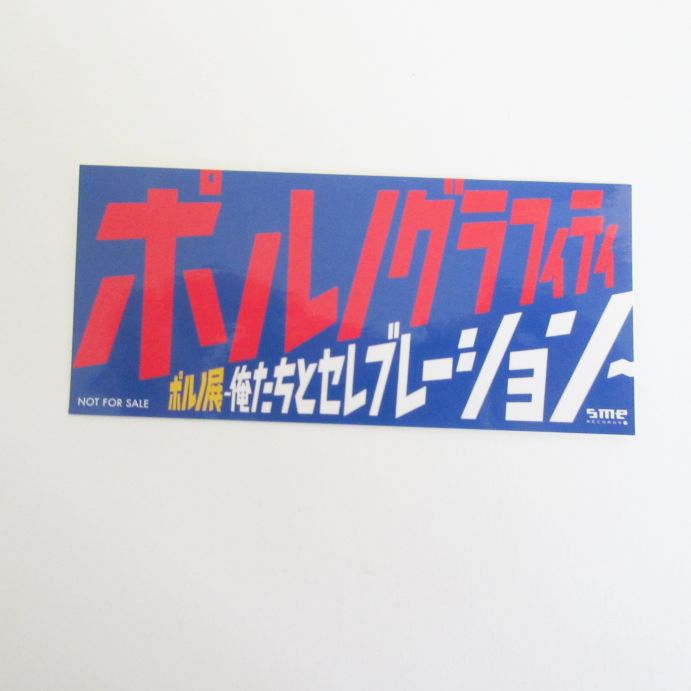 ポルノグラフィティ
ポルノ展-俺たちとセレブレーション~
NOT FOR SALE
sme
RECORDS